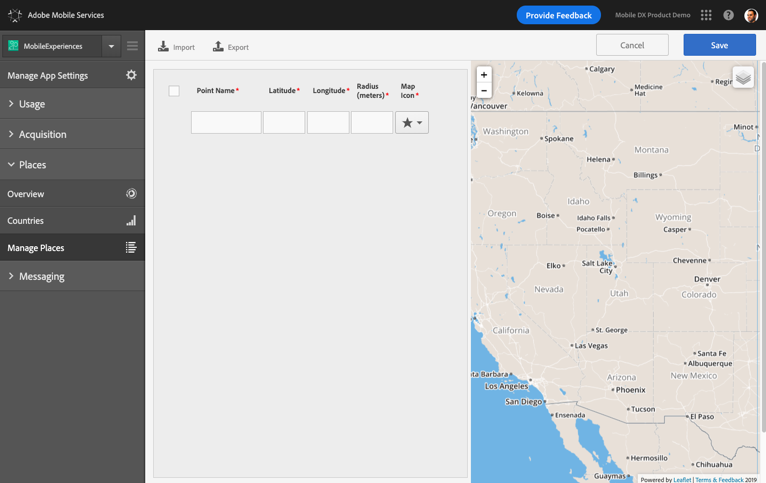 Adobe Mobile Services
Provide Feedback
Mobile DX Product Demo
MobileExperiences
Import
Export
Cancel
Save
Manage App Settings
Usage
Acquisition
Places
Overview
Countries
Manage Places
Messaging
Point Name*
Latitude*
Longitude*
Radius
(meters)*
Map
Icon*
+
−
Calgary
Kelowna
Medicine
Hat
Regin
Vancouver
Washington
Spokane
Minot
Montana
Helena
Billings
Idaho
Oregon
Boise
Idaho Falls
Wyoming
Pocatello
Casper
Elko
Salt Lake
City
Cheyenne
Denver
Nevada
Utah
Colorado
California
St. George
Las Vegas
Santa Fe
Albuquerque
ta Barbara
Arizona
New Mexico
Los Angeles
Phoenix
San Diego
Tucson
El Paso
Ensenada
Hermosillo
Chihuahua
Guaymas
Powered by Leaflet | Terms & Feedback 2019